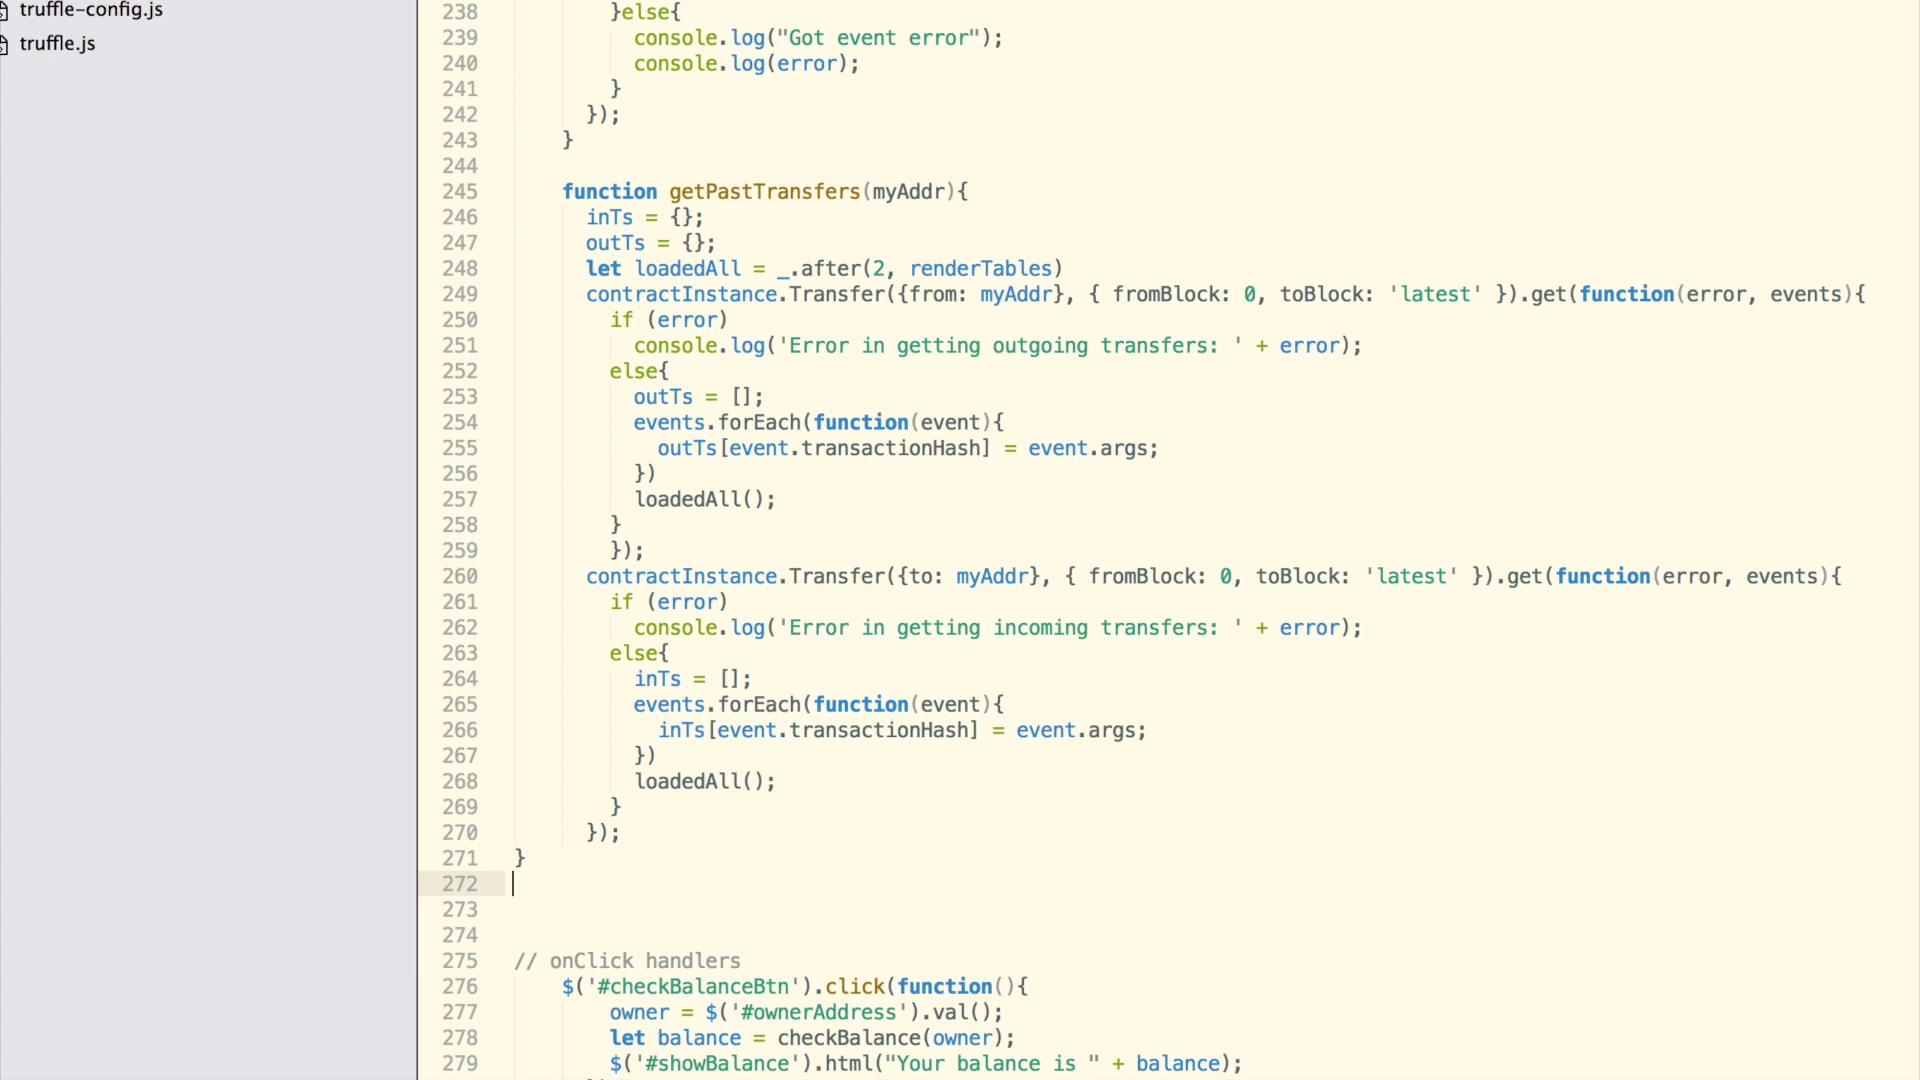 truffle-config.js
truffle.js
238 }else{
239 console.log("Got event error");
240 console.log(error);
241 }
242 });
243 }
244
245 function getPastTransfers(myAddr){
246 inTs = {};
247 outTs = {};
248 let loadedAll = _.after(2, renderTables)
249 contractInstance.Transfer({from: myAddr}, { fromBlock: 0, toBlock: 'latest' }).get(function(error, events){
250 if (error)
251 console.log('Error in getting outgoing transfers: ' + error);
252 else{
253 outTs = [];
254 events.forEach(function(event){
255 outTs[event.transactionHash] = event.args;
256 })
257 loadedAll();
258 }
259 });
260 contractInstance.Transfer({to: myAddr}, { fromBlock: 0, toBlock: 'latest' }).get(function(error, events){
261 if (error)
262 console.log('Error in getting incoming transfers: ' + error);
263 else{
264 inTs = [];
265 events.forEach(function(event){
266 inTs[event.transactionHash] = event.args;
267 })
268 loadedAll();
269 }
270 });
271 }
272
273
274
275 // onClick handlers
276 $('#checkBalanceBtn').click(function(){
277 owner = $('#ownerAddress').val();
278 let balance = checkBalance(owner);
279 $('#showBalance').html("Your balance is " + balance);